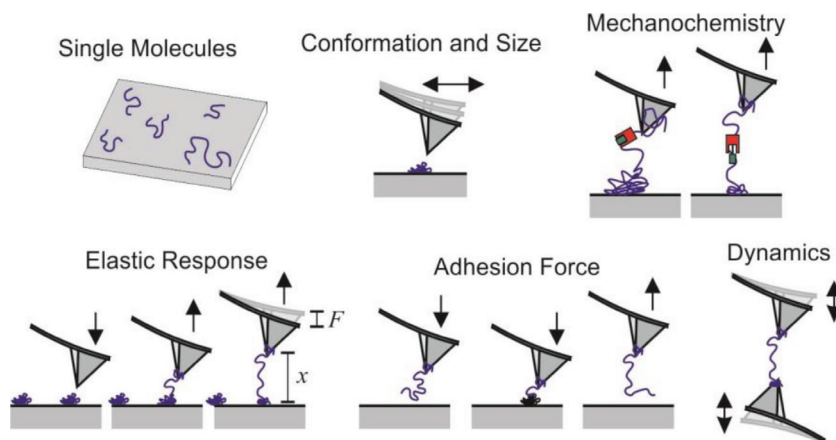 Single Molecules
Conformation and Size
Mechanochemistry
Elastic Response
Adhesion Force
Dynamics
F
x